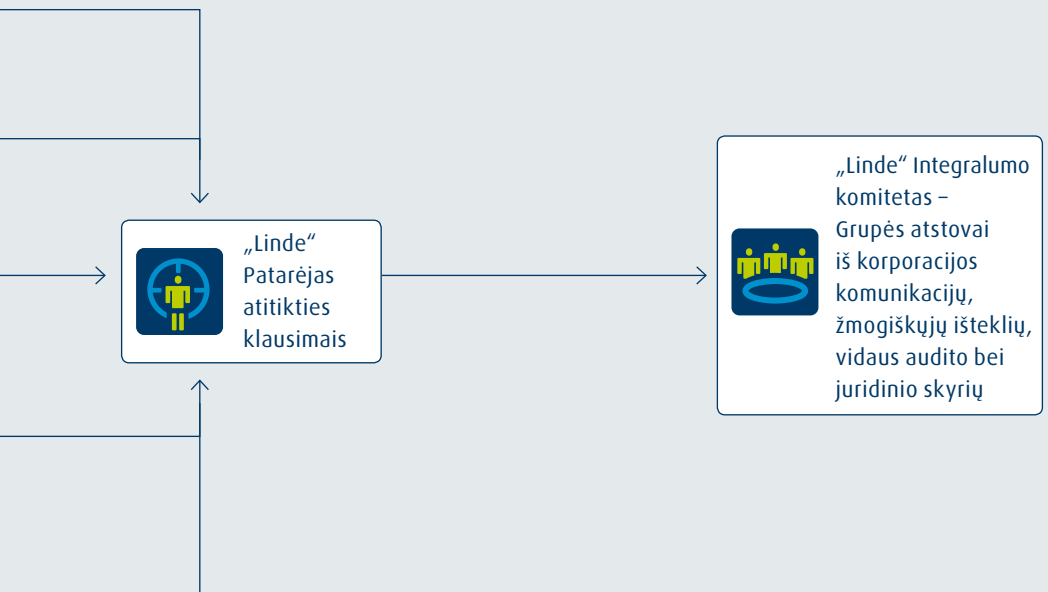 „Linde“
Patarėjas
atitikties
klausimais
„Linde“ Integralumo
komitetas –
Grupės atstovai
iš korporacijos
komunikacijų,
žmogiškųjų išteklių,
vidaus audito bei
juridinio skyrių